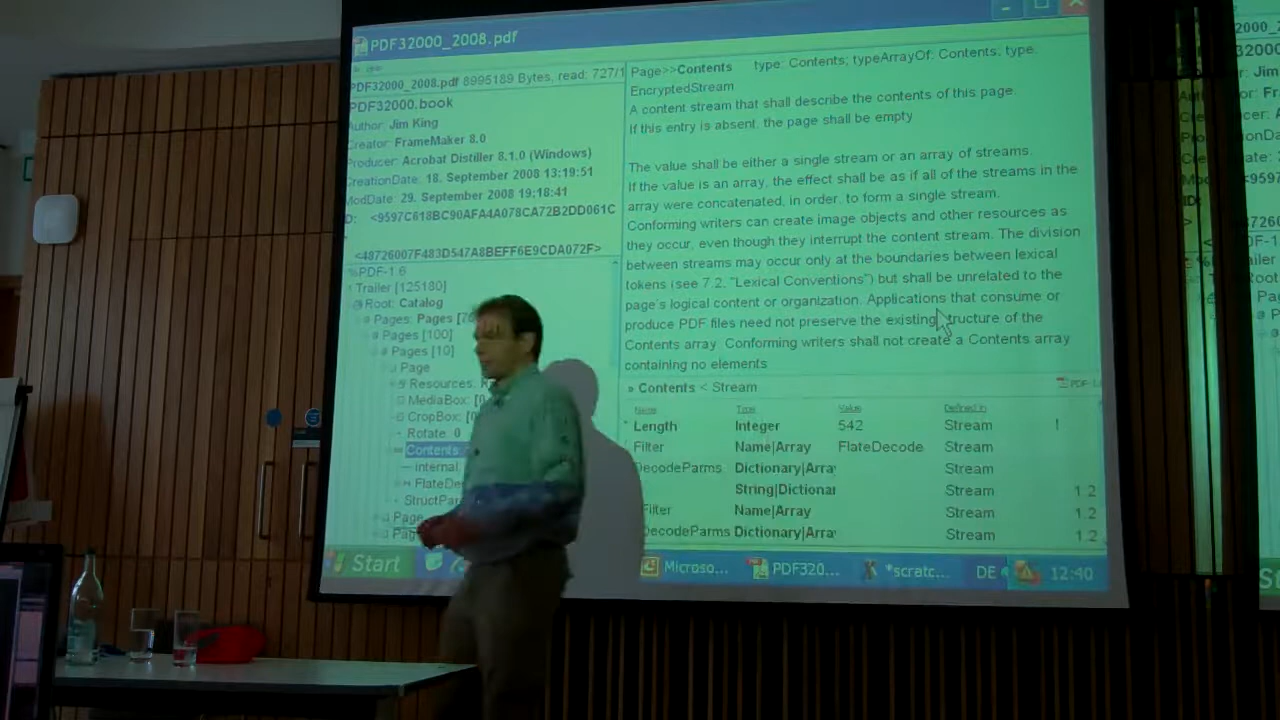 PDF32000_2008.pdf
PDF32000_2008.pdf 8995189 Bytes, read: 727/1
PDF32000.book
Author: Jim King
Creator: FrameMaker 8.0
Producer: Acrobat Distiller 8.1.0 (Windows)
CreationDate: 18. September 2008 13:19:51
ModDate: 29. September 2008 19:18:41
ID: <9597C618BC90AFA4A078CA72B2DD061C
<48726007F483D547A8BEFF6E9CDA072F>
%PDF-1.6
Trailer [125180]
Root: Catalog
Pages: Pages
Pages [100]
Pages [10]
Page
Resources:
MediaBox: [0
CropBox: [0
Rotate: 0
Contents:
internal
FlateDe
StructPar
Page
Pag
Page>>Contents type: Contents; typeArrayOf: Contents; type.
EncryptedStream
A content stream that shall describe the contents of this page.
If this entry is absent, the page shall be empty
The value shall be either a single stream or an array of streams.
If the value is an array, the effect shall be as if all of the streams in the
array were concatenated, in order, to form a single stream.
Conforming writers can create image objects and other resources as
they occur, even though they interrupt the content stream. The division
between streams may occur only at the boundaries between lexical
tokens (see 7.2, "Lexical Conventions") but shall be unrelated to the
page's logical content or organization. Applications that consume or
produce PDF files need not preserve the existing structure of the
Contents array. Conforming writers shall not create a Contents array
containing no elements
» Contents < Stream
Name Type Value Defined in
Length Integer 542 Stream !
Filter Name|Array FlateDecode Stream
DecodeParms Dictionary|Arra Stream
String|Dictionar Stream 1.2
Filter Name|Array Stream 1.2
DecodeParms Dictionary|Arra Stream 1.2
Start Microso... PDF320... *scratc... DE 12:40